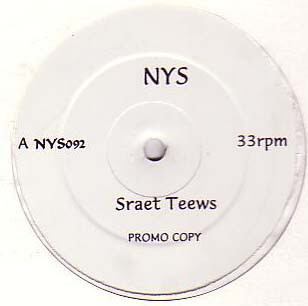 NYS
A NYS092
33rpm
Sraet Teews
PROMO COPY